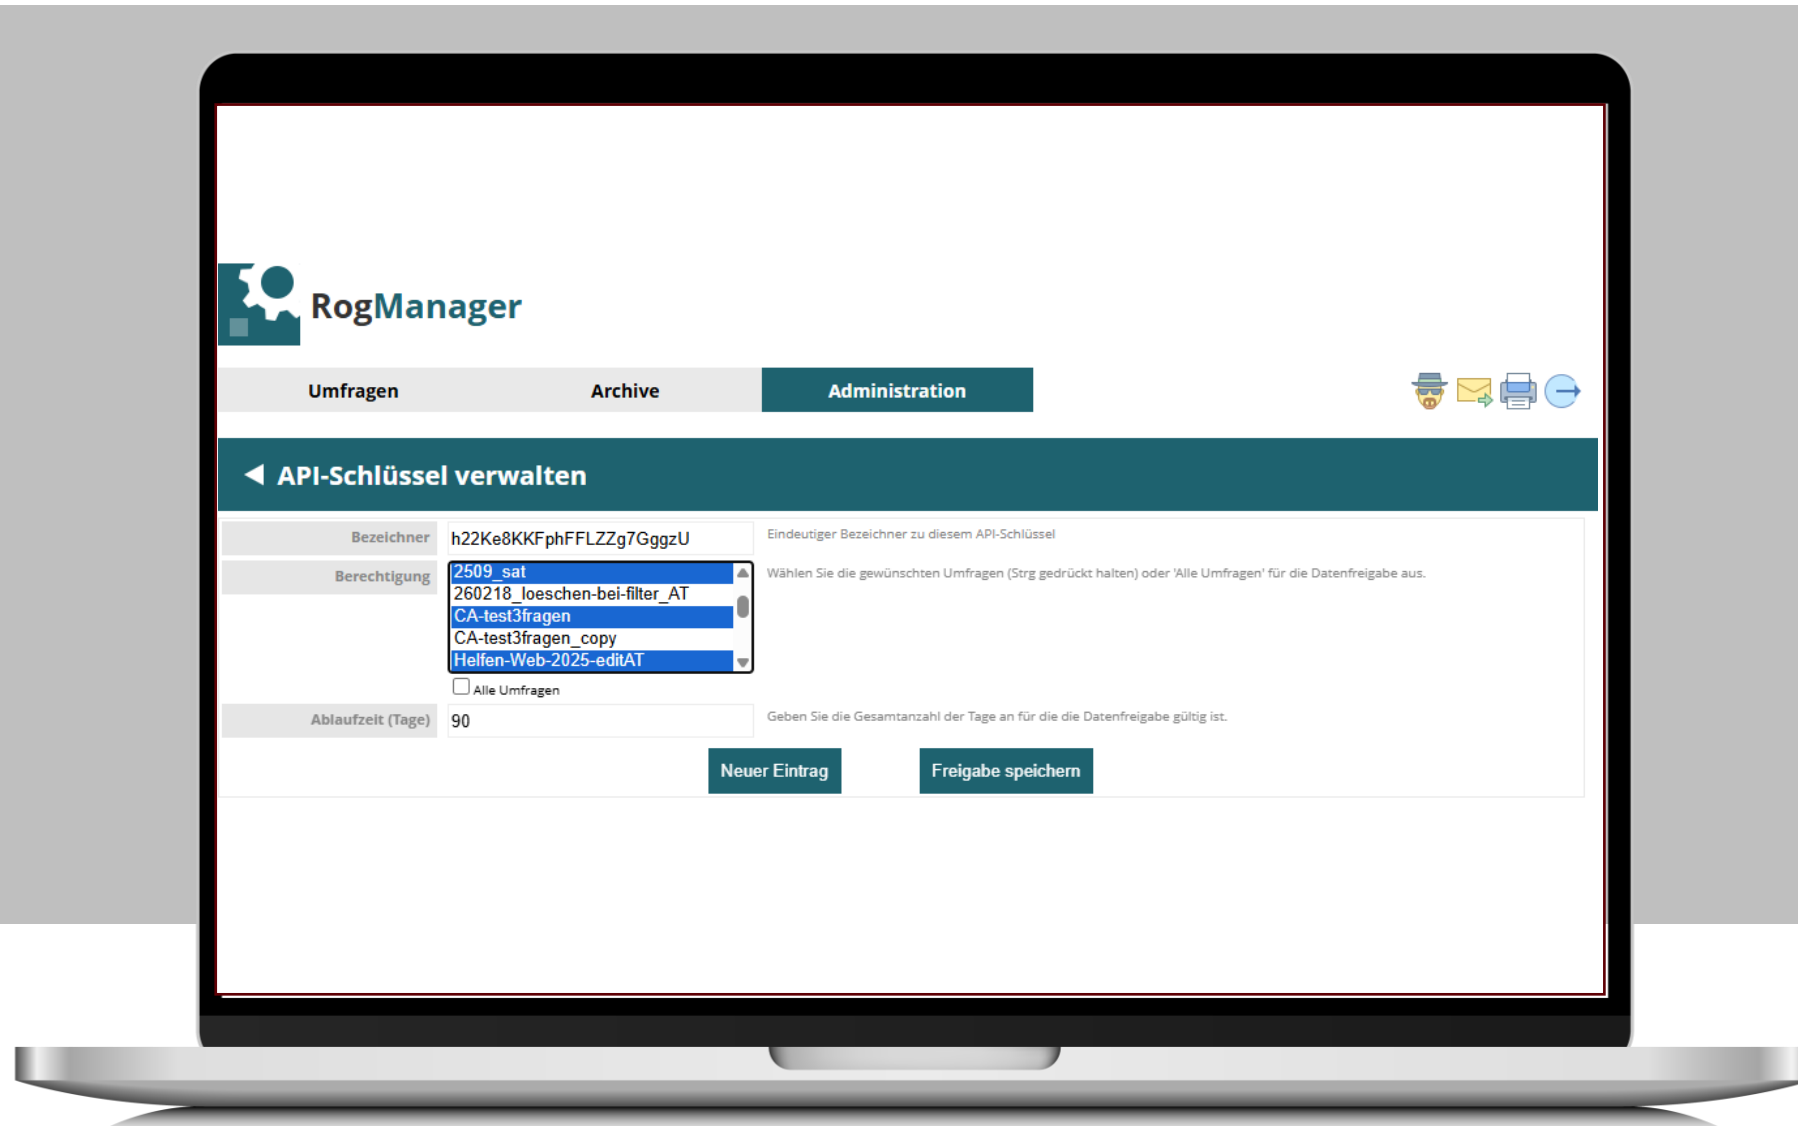 RogManager
Umfragen Archive Administration
API-Schlüssel verwalten
Bezeichner h22Ke8KKFphFFLZZg7GggzU Eindeutiger Bezeichner zu diesem API-Schlüssel
Berechtigung 2509_sat Wählen Sie die gewünschten Umfragen (Strg gedrückt halten) oder 'Alle Umfragen' für die Datenfreigabe aus.
260218_loeschen-bei-filter_AT
CA-test3fragen
CA-test3fragen_copy
Helfen-Web-2025-editAT
Alle Umfragen
Ablaufzeit (Tage) 90 Geben Sie die Gesamtanzahl der Tage an für die die Datenfreigabe gültig ist.
Neuer Eintrag Freigabe speichern